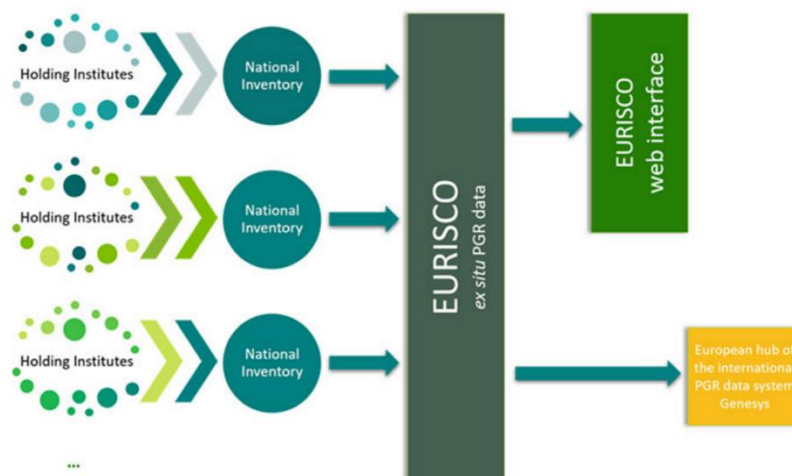 Holding Institutes
National
Inventory
Holding Institutes
National
Inventory
Holding Institutes
National
Inventory
...
EURISCO
ex situ PGR data
EURISCO
web interface
European hub of
the international
PGR data system
Genesys